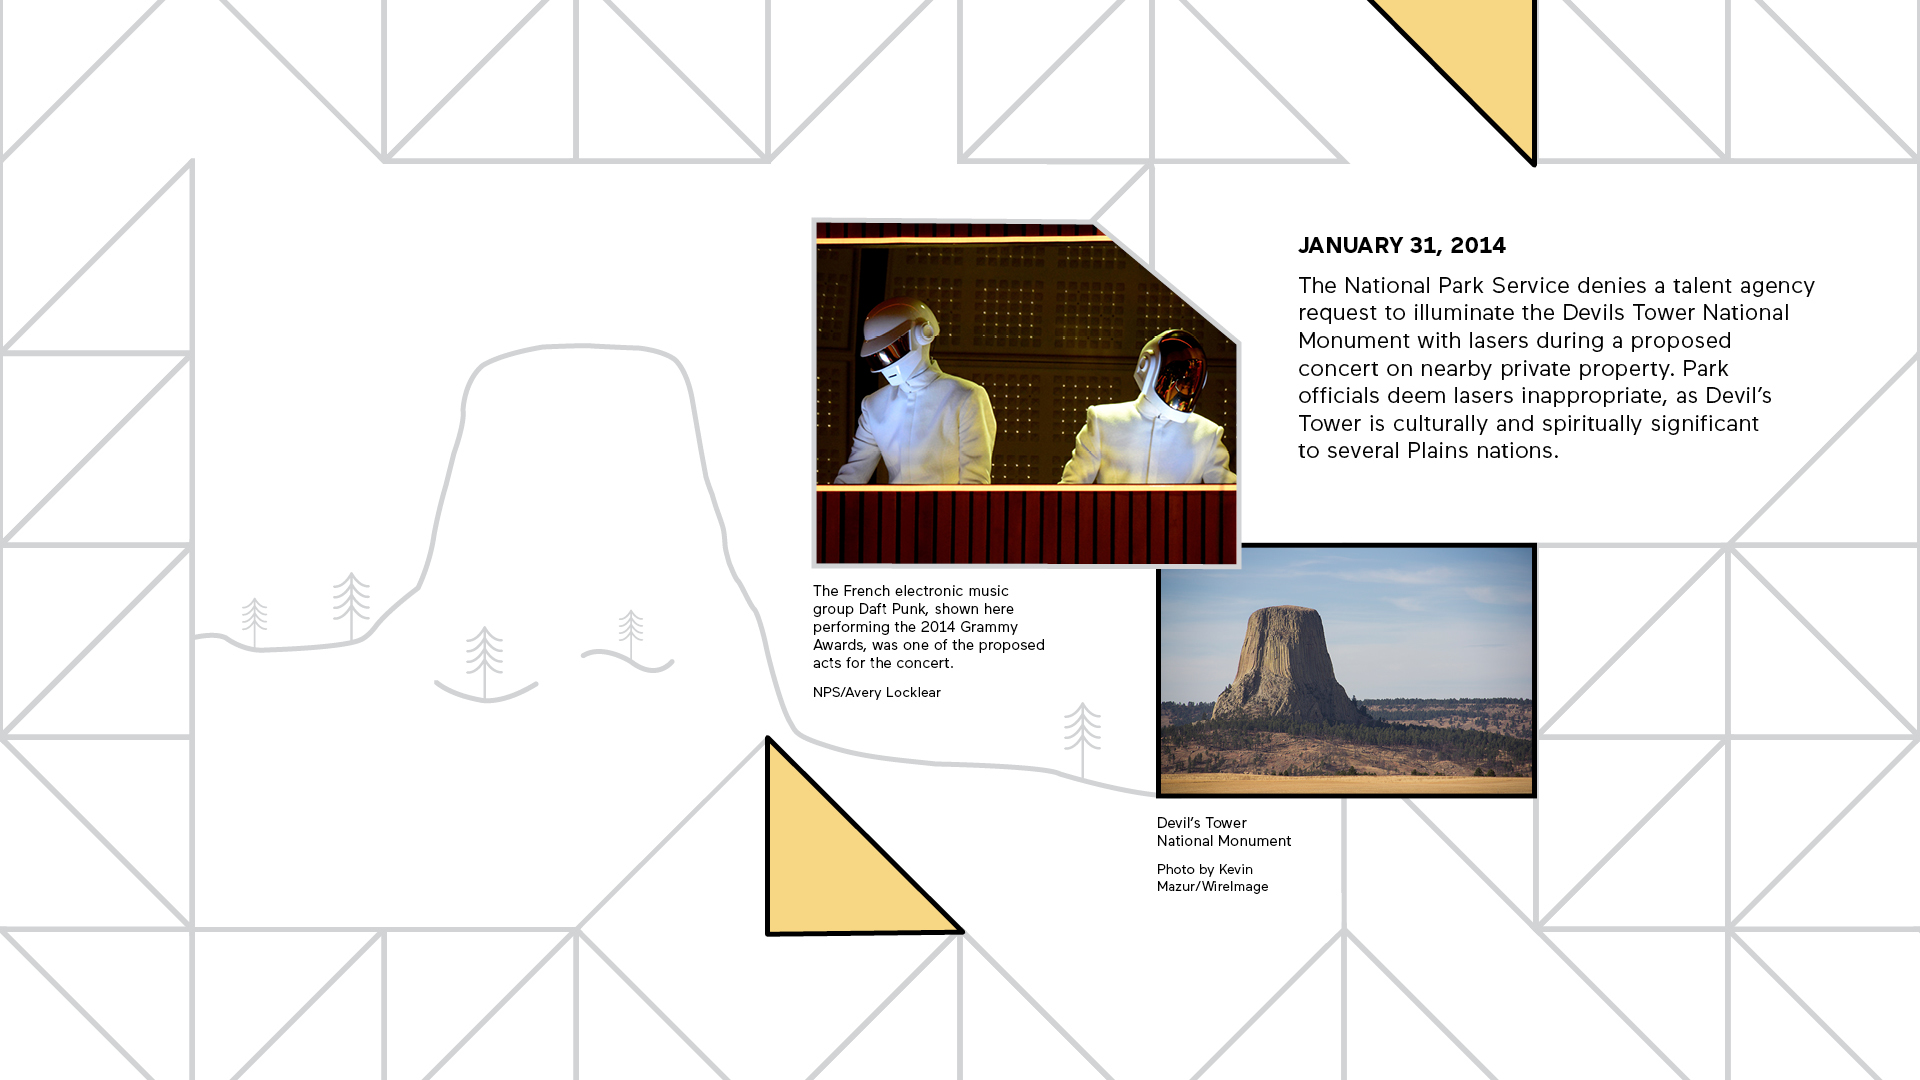 JANUARY 31, 2014
The National Park Service denies a talent agency
request to illuminate the Devils Tower National
Monument with lasers during a proposed
concert on nearby private property. Park
officials deem lasers inappropriate, as Devil’s
Tower is culturally and spiritually significant
to several Plains nations.
The French electronic music
group Daft Punk, shown here
performing the 2014 Grammy
Awards, was one of the proposed
acts for the concert.
NPS/Avery Locklear
Devil’s Tower
National Monument
Photo by Kevin
Mazur/WireImage